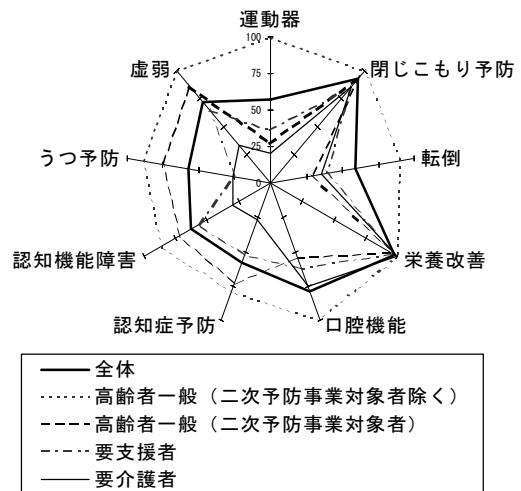 運動器
100
75
50
25
0
閉じこもり予防
転倒
栄養改善
口腔機能
認知症予防
認知機能障害
うつ予防
虚弱
全体
高齢者一般（二次予防事業対象者除く）
高齢者一般（二次予防事業対象者）
要支援者
要介護者